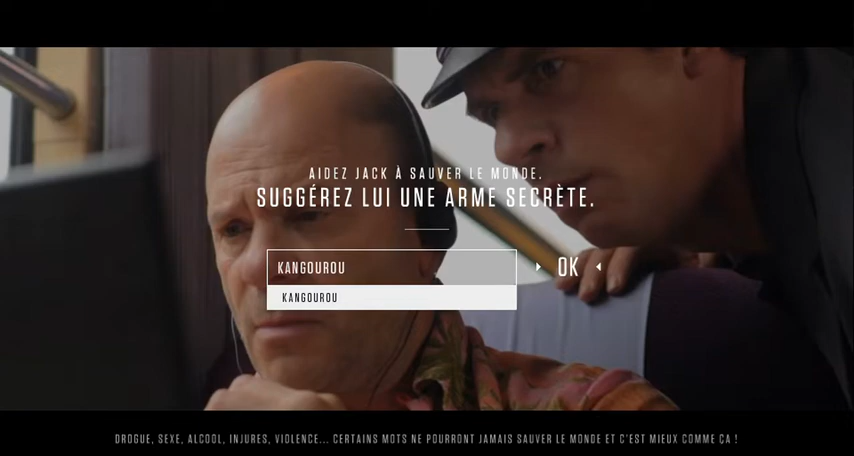 AIDEZ JACK À SAUVER LE MONDE.
SUGGÉREZ LUI UNE ARME SECRÈTE.
KANGOUROU
OK
KANGOUROU
DROGUE, SEXE, ALCOOL, INJURES, VIOLENCE... CERTAINS MOTS NE POURRONT JAMAIS SAUVER LE MONDE ET C'EST MIEUX COMME ÇA !